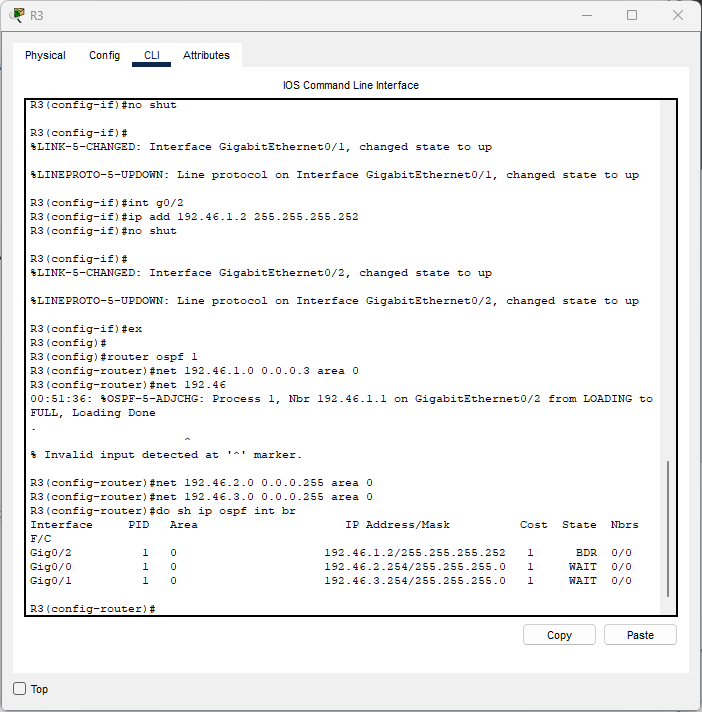 R3
Physical Config CLI Attributes
IOS Command Line Interface
R3(config-if)#no shut
R3(config-if)#
%LINK-5-CHANGED: Interface GigabitEthernet0/1, changed state to up
%LINEPROTO-5-UPDOWN: Line protocol on Interface GigabitEthernet0/1, changed state to up
R3(config-if)#int g0/2
R3(config-if)#ip add 192.46.1.2 255.255.255.252
R3(config-if)#no shut
R3(config-if)#
%LINK-5-CHANGED: Interface GigabitEthernet0/2, changed state to up
%LINEPROTO-5-UPDOWN: Line protocol on Interface GigabitEthernet0/2, changed state to up
R3(config-if)#ex
R3(config)#
R3(config)#router ospf 1
R3(config-router)#net 192.46.1.0 0.0.0.3 area 0
R3(config-router)#net 192.46
00:51:36: %OSPF-5-ADJCHG: Process 1, Nbr 192.46.1.1 on GigabitEthernet0/2 from LOADING to
FULL, Loading Done
.
^
% Invalid input detected at '^' marker.
R3(config-router)#net 192.46.2.0 0.0.0.255 area 0
R3(config-router)#net 192.46.3.0 0.0.0.255 area 0
R3(config-router)#do sh ip ospf int br
Interface PID Area IP Address/Mask Cost State Nbrs
F/C
Gig0/2 1 0 192.46.1.2/255.255.255.252 1 BDR 0/0
Gig0/0 1 0 192.46.2.254/255.255.255.0 1 WAIT 0/0
Gig0/1 1 0 192.46.3.254/255.255.255.0 1 WAIT 0/0
R3(config-router)#
Copy Paste
Top